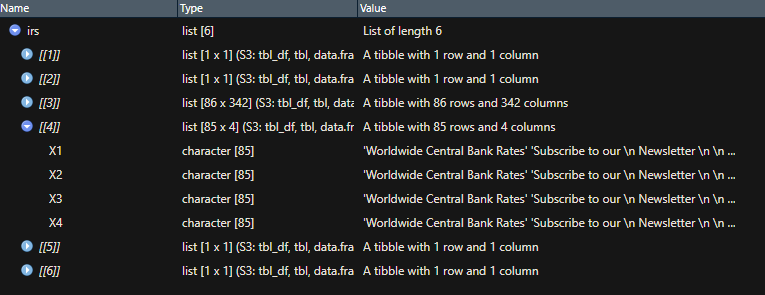 Name Type Value
irs list [6] List of length 6
[[1]] list [1 x 1] (S3: tbl_df, tbl, data.fra A tibble with 1 row and 1 column
[[2]] list [1 x 1] (S3: tbl_df, tbl, data.fra A tibble with 1 row and 1 column
[[3]] list [86 x 342] (S3: tbl_df, tbl, data A tibble with 86 rows and 342 columns
[[4]] list [85 x 4] (S3: tbl_df, tbl, data.fr A tibble with 85 rows and 4 columns
X1 character [85] 'Worldwide Central Bank Rates' 'Subscribe to our \n Newsletter \n \n ...
X2 character [85] 'Worldwide Central Bank Rates' 'Subscribe to our \n Newsletter \n \n ...
X3 character [85] 'Worldwide Central Bank Rates' 'Subscribe to our \n Newsletter \n \n ...
X4 character [85] 'Worldwide Central Bank Rates' 'Subscribe to our \n Newsletter \n \n ...
[[5]] list [1 x 1] (S3: tbl_df, tbl, data.fra A tibble with 1 row and 1 column
[[6]] list [1 x 1] (S3: tbl_df, tbl, data.fra A tibble with 1 row and 1 column